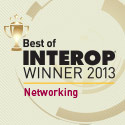 Best of
INTEROP®
WINNER 2013
Networking